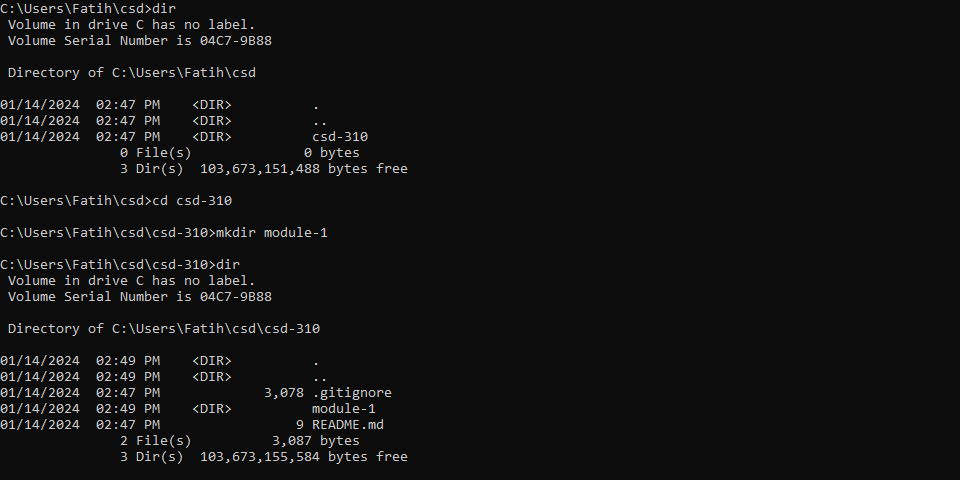 C:\Users\Fatih\csd>dir
 Volume in drive C has no label.
 Volume Serial Number is 04C7-9B88

 Directory of C:\Users\Fatih\csd

01/14/2024  02:47 PM    <DIR>          .
01/14/2024  02:47 PM    <DIR>          ..
01/14/2024  02:47 PM    <DIR>          csd-310
               0 File(s)              0 bytes
               3 Dir(s)  103,673,151,488 bytes free

C:\Users\Fatih\csd>cd csd-310

C:\Users\Fatih\csd\csd-310>mkdir module-1

C:\Users\Fatih\csd\csd-310>dir
 Volume in drive C has no label.
 Volume Serial Number is 04C7-9B88

 Directory of C:\Users\Fatih\csd\csd-310

01/14/2024  02:49 PM    <DIR>          .
01/14/2024  02:49 PM    <DIR>          ..
01/14/2024  02:47 PM             3,078 .gitignore
01/14/2024  02:49 PM    <DIR>          module-1
01/14/2024  02:47 PM                 9 README.md
               2 File(s)          3,087 bytes
               3 Dir(s)  103,673,155,584 bytes free